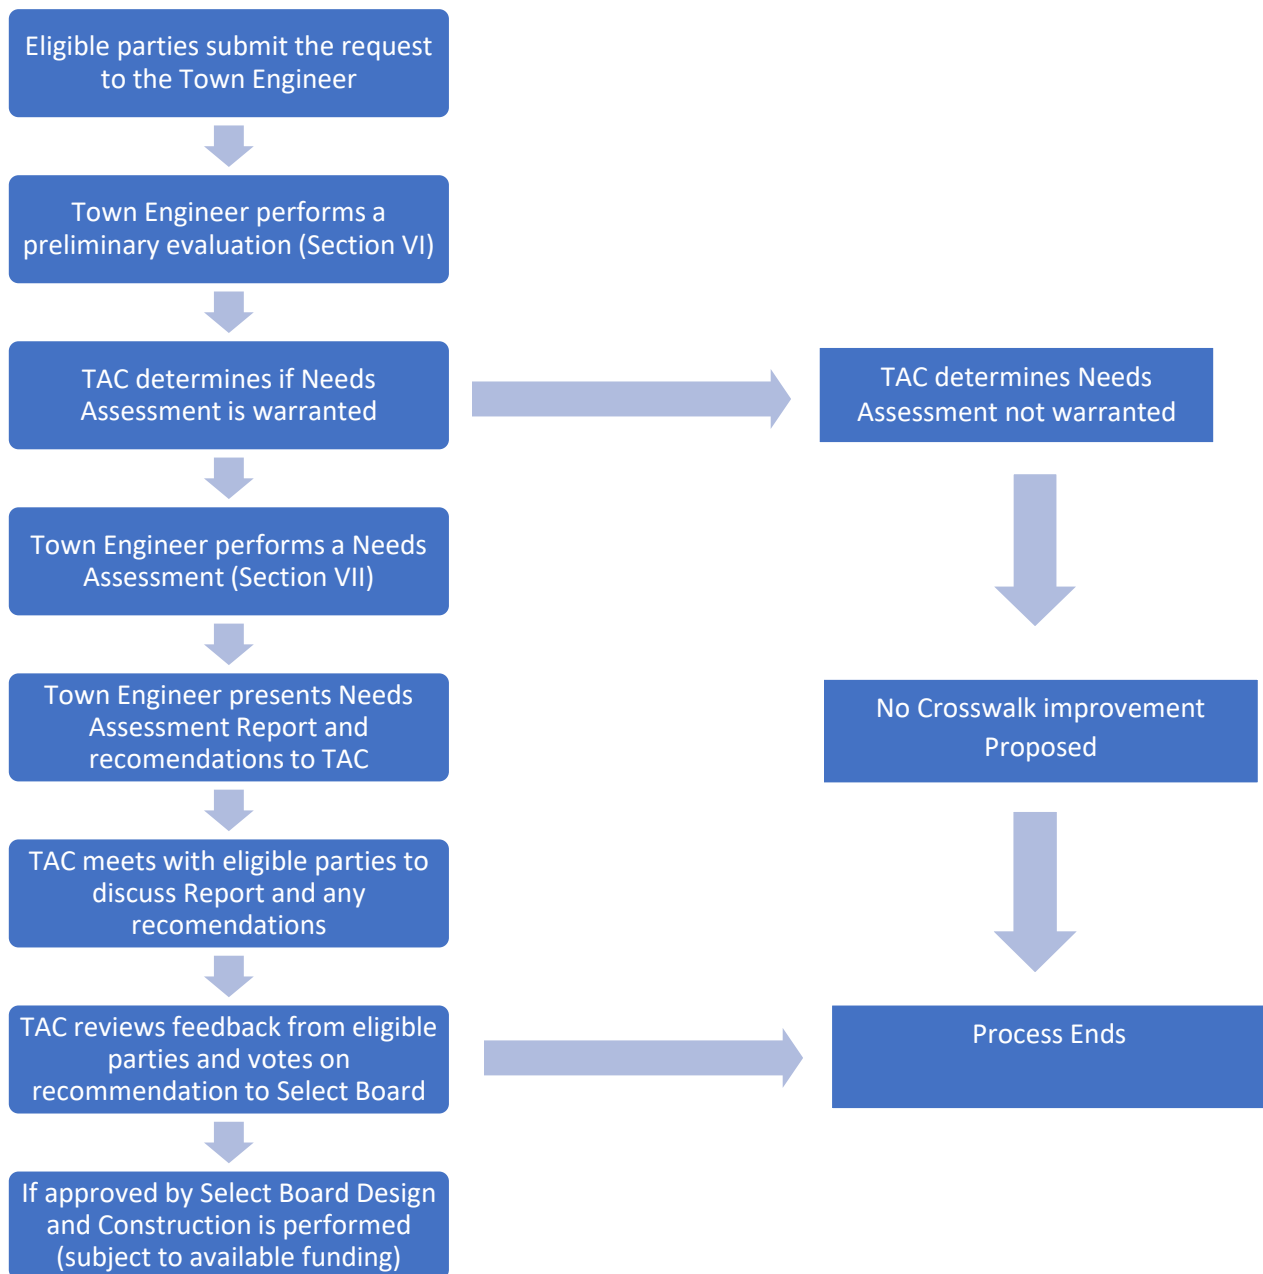 Eligible parties submit the request
to the Town Engineer
Town Engineer performs a
preliminary evaluation (Section VI)
TAC determines if Needs
Assessment is warranted
TAC determines Needs
Assessment not warranted
Town Engineer performs a Needs
Assessment (Section VII)
Town Engineer presents Needs
Assessment Report and
recomendations to TAC
No Crosswalk improvement
Proposed
TAC meets with eligible parties to
discuss Report and any
recomendations
TAC reviews feedback from eligible
parties and votes on
recommendation to Select Board
Process Ends
If approved by Select Board Design
and Construction is performed
(subject to available funding)